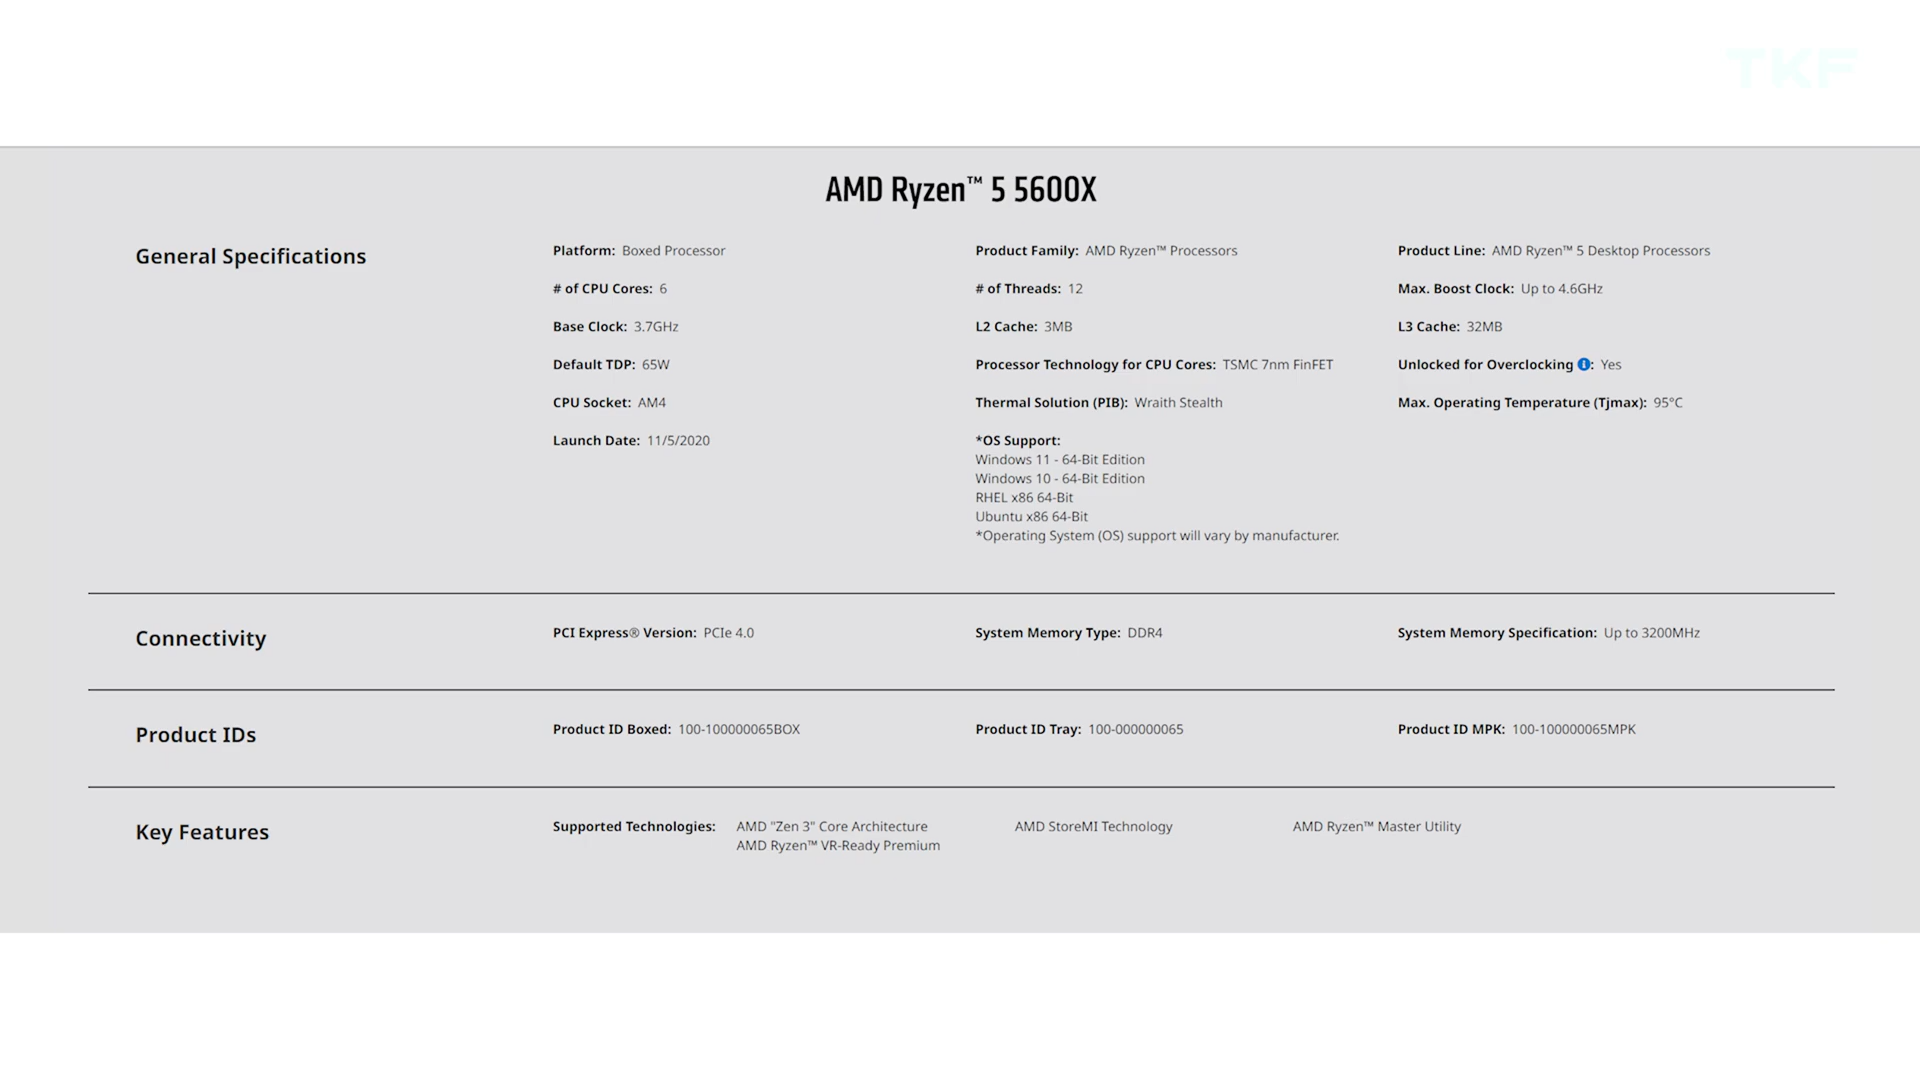 TKF
AMD Ryzen™ 5 5600X
General Specifications
Platform: Boxed Processor
Product Family: AMD Ryzen™ Processors
Product Line: AMD Ryzen™ 5 Desktop Processors
# of CPU Cores: 6
# of Threads: 12
Max. Boost Clock: Up to 4.6GHz
Base Clock: 3.7GHz
L2 Cache: 3MB
L3 Cache: 32MB
Default TDP: 65W
Processor Technology for CPU Cores: TSMC 7nm FinFET
Unlocked for Overclocking i: Yes
CPU Socket: AM4
Thermal Solution (PIB): Wraith Stealth
Max. Operating Temperature (Tjmax): 95°C
Launch Date: 11/5/2020
*OS Support:
Windows 11 - 64-Bit Edition
Windows 10 - 64-Bit Edition
RHEL x86 64-Bit
Ubuntu x86 64-Bit
*Operating System (OS) support will vary by manufacturer.
Connectivity
PCI Express® Version: PCIe 4.0
System Memory Type: DDR4
System Memory Specification: Up to 3200MHz
Product IDs
Product ID Boxed: 100-100000065BOX
Product ID Tray: 100-000000065
Product ID MPK: 100-100000065MPK
Key Features
Supported Technologies:
AMD "Zen 3" Core Architecture
AMD StoreMI Technology
AMD Ryzen™ Master Utility
AMD Ryzen™ VR-Ready Premium